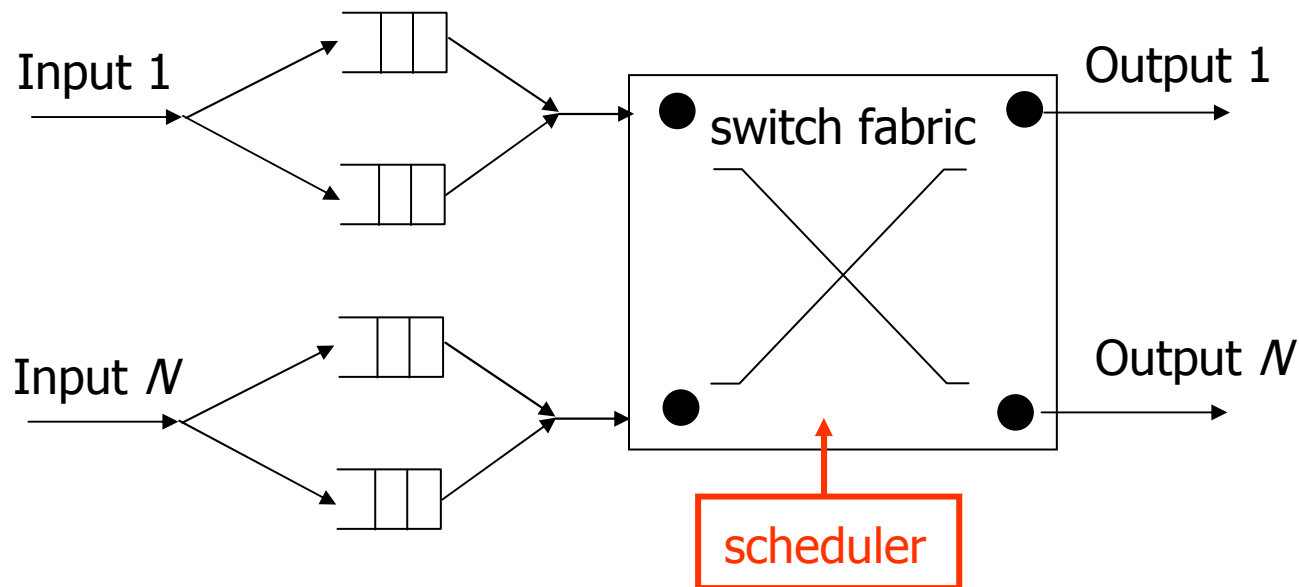 Input 1
Output 1
switch fabric
Input N
Output N
scheduler